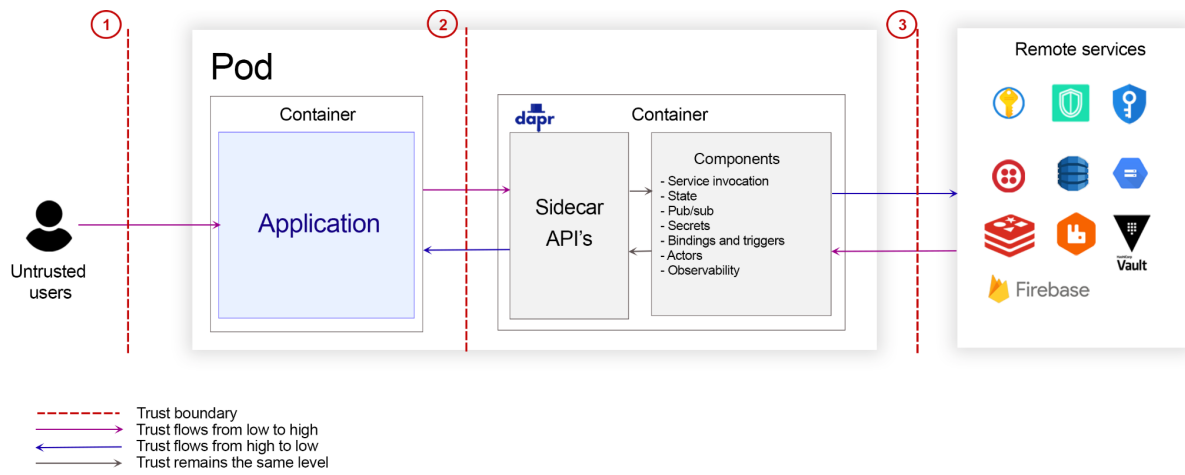 1
2
3
Pod
Remote services
Container
dapr
Container
Application
Sidecar
API's
Components
- Service invocation
- State
- Pub/sub
- Secrets
- Bindings and triggers
- Actors
- Observability
Untrusted
users
HashiCorp
Vault
Firebase
Trust boundary
Trust flows from low to high
Trust flows from high to low
Trust remains the same level